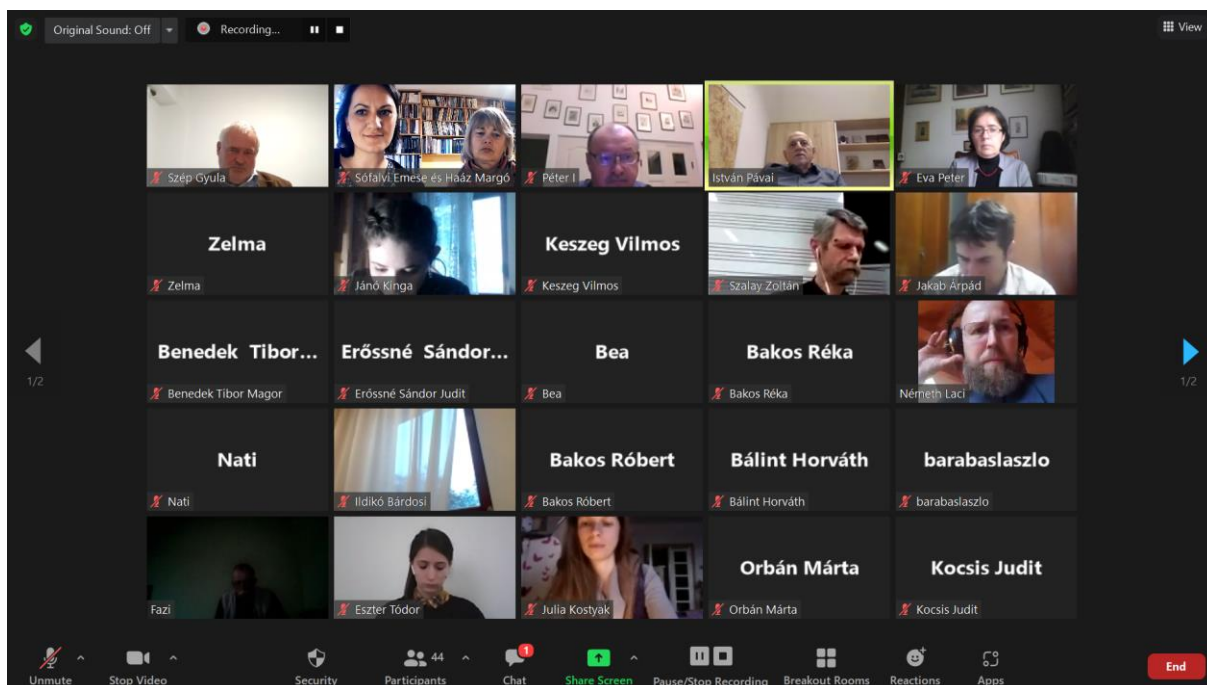 Original Sound: Off
Recording...
View
Szép Gyula
Sófalvi Emese és Haáz Margó
Péter I
István Pávai
Eva Peter
Zelma
Zelma
Jánó Kinga
Keszeg Vilmos
Keszeg Vilmos
Szalay Zoltán
Jakab Árpád
Benedek Tibor...
Benedek Tibor Magor
Erőssné Sándor...
Erőssné Sándor Judit
Bea
Bea
Bakos Réka
Bakos Réka
Németh Laci
1/2
1/2
Nati
Nati
Ildikó Bárdosi
Bakos Róbert
Bakos Róbert
Bálint Horváth
Bálint Horváth
barabaslaszlo
barabaslaszlo
Fazi
Eszter Tódor
Julia Kostyak
Orbán Márta
Orbán Márta
Kocsis Judit
Kocsis Judit
44
1
Unmute
Stop Video
Security
Participants
Chat
Share Screen
Pause/Stop Recording
Breakout Rooms
Reactions
Apps
End